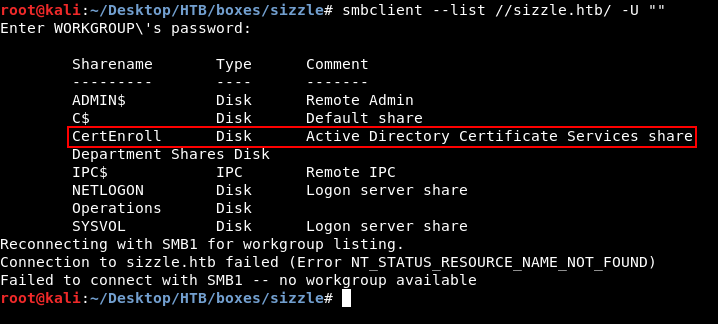 root@kali:~/Desktop/HTB/boxes/sizzle# smbclient --list //sizzle.htb/ -U ""
Enter WORKGROUP\'s password:
Sharename Type Comment
--------- ---- -------
ADMIN$ Disk Remote Admin
C$ Disk Default share
CertEnroll Disk Active Directory Certificate Services share
Department Shares Disk
IPC$ IPC Remote IPC
NETLOGON Disk Logon server share
Operations Disk
SYSVOL Disk Logon server share
Reconnecting with SMB1 for workgroup listing.
Connection to sizzle.htb failed (Error NT_STATUS_RESOURCE_NAME_NOT_FOUND)
Failed to connect with SMB1 -- no workgroup available
root@kali:~/Desktop/HTB/boxes/sizzle#